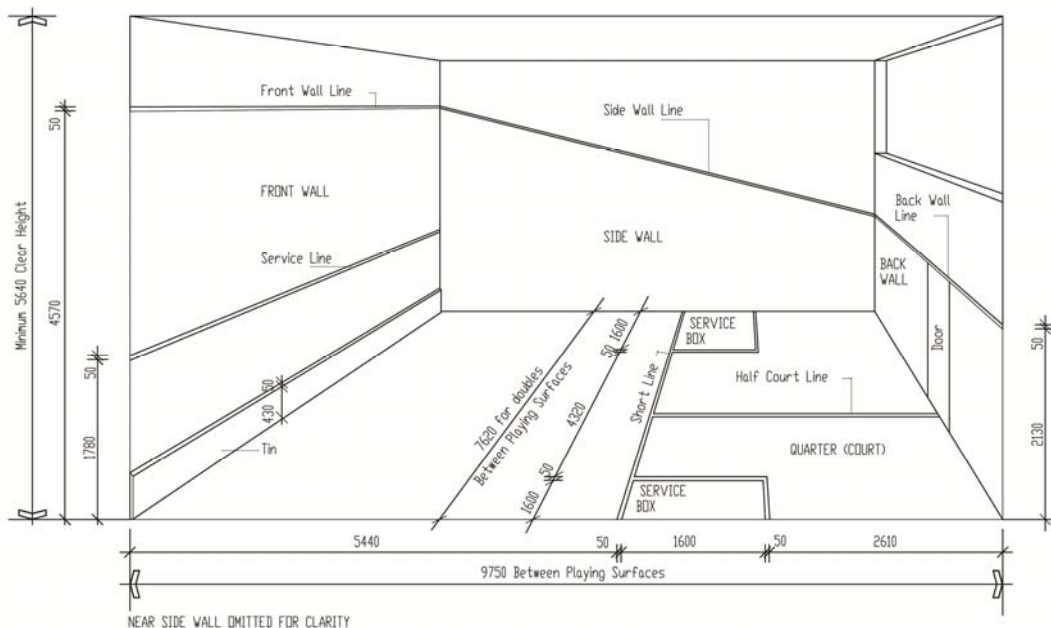 Front Wall Line
Side Wall Line
50
FRONT WALL
Back Wall
Line
SIDE WALL
Service Line
BACK
WALL
Minimum 5640 Clear Height
4570
1600
SERVICE
BOX
50
Door
50
50
7620 for doubles
Between Playing Surfaces
4320
Short Line
Half Court Line
50
430
1780
Tin
QUARTER (COURT)
2130
50
1600
SERVICE
BOX
5440
50
1600
50
2610
9750 Between Playing Surfaces
NEAR SIDE WALL OMITTED FOR CLARITY